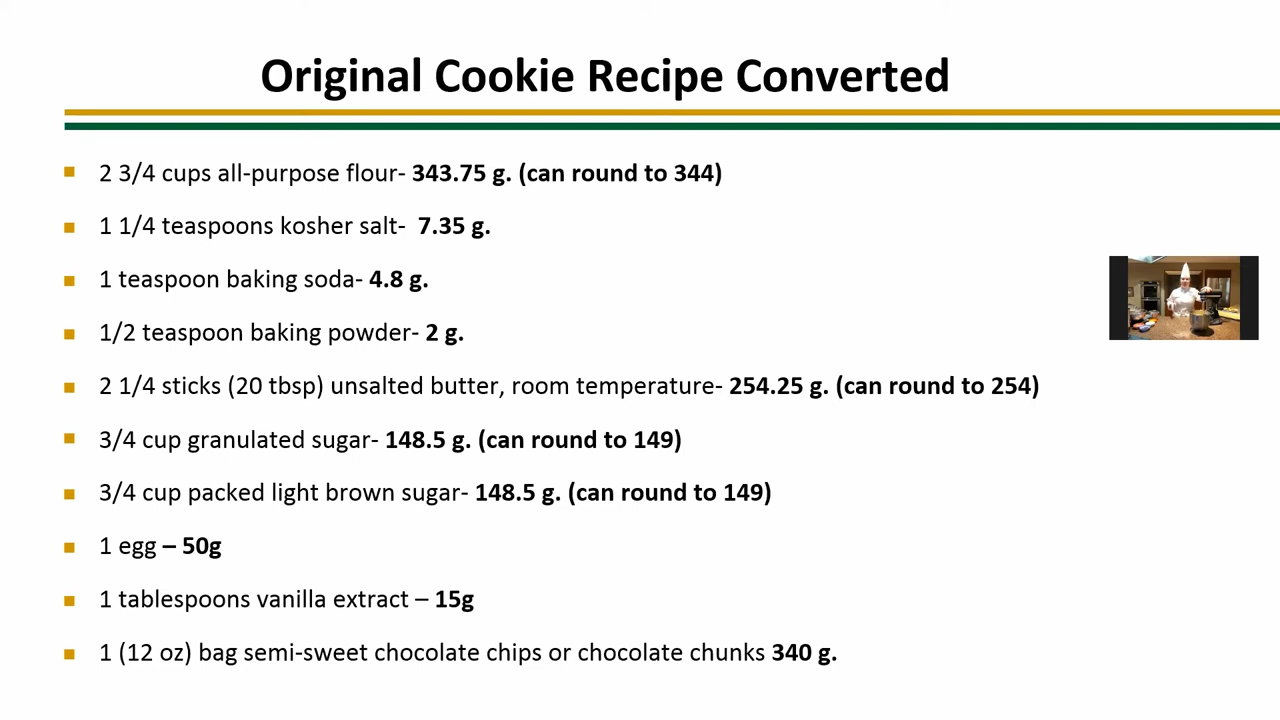 Original Cookie Recipe Converted
2 3/4 cups all-purpose flour- 343.75 g. (can round to 344)
1 1/4 teaspoons kosher salt-  7.35 g.
1 teaspoon baking soda- 4.8 g.
1/2 teaspoon baking powder- 2 g.
2 1/4 sticks (20 tbsp) unsalted butter, room temperature- 254.25 g. (can round to 254)
3/4 cup granulated sugar- 148.5 g. (can round to 149)
3/4 cup packed light brown sugar- 148.5 g. (can round to 149)
1 egg – 50g
1 tablespoons vanilla extract – 15g
1 (12 oz) bag semi-sweet chocolate chips or chocolate chunks 340 g.